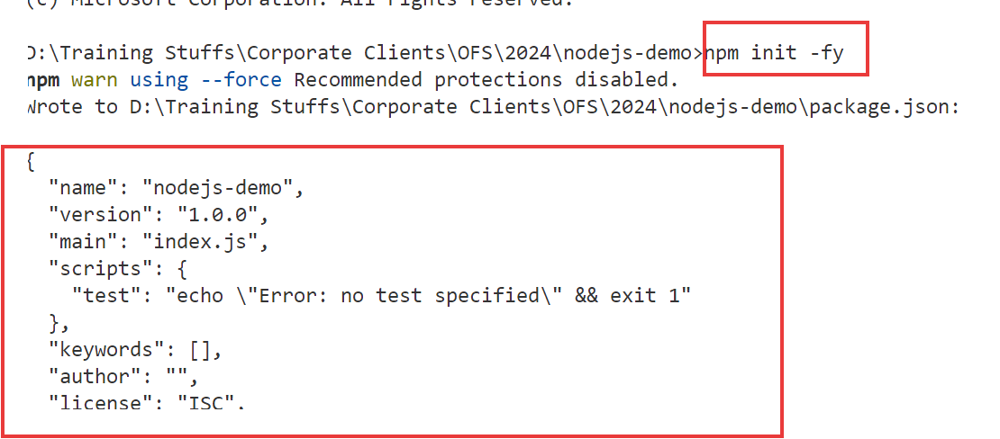 (c) Microsoft Corporation. All rights reserved.
D:\Training Stuffs\Corporate Clients\OFS\2024\nodejs-demo>npm init -fy
npm warn using --force Recommended protections disabled.
Wrote to D:\Training Stuffs\Corporate Clients\OFS\2024\nodejs-demo\package.json:
{
  "name": "nodejs-demo",
  "version": "1.0.0",
  "main": "index.js",
  "scripts": {
    "test": "echo \"Error: no test specified\" && exit 1"
  },
  "keywords": [],
  "author": "",
  "license": "ISC",